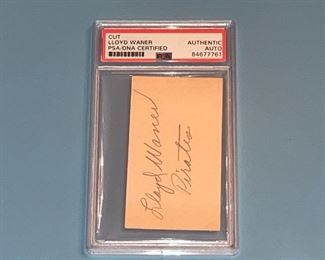 CUT
LLOYD WANER
PSA/DNA CERTIFIED
AUTHENTIC
AUTO
84677761
Lloyd Waner
Pirates